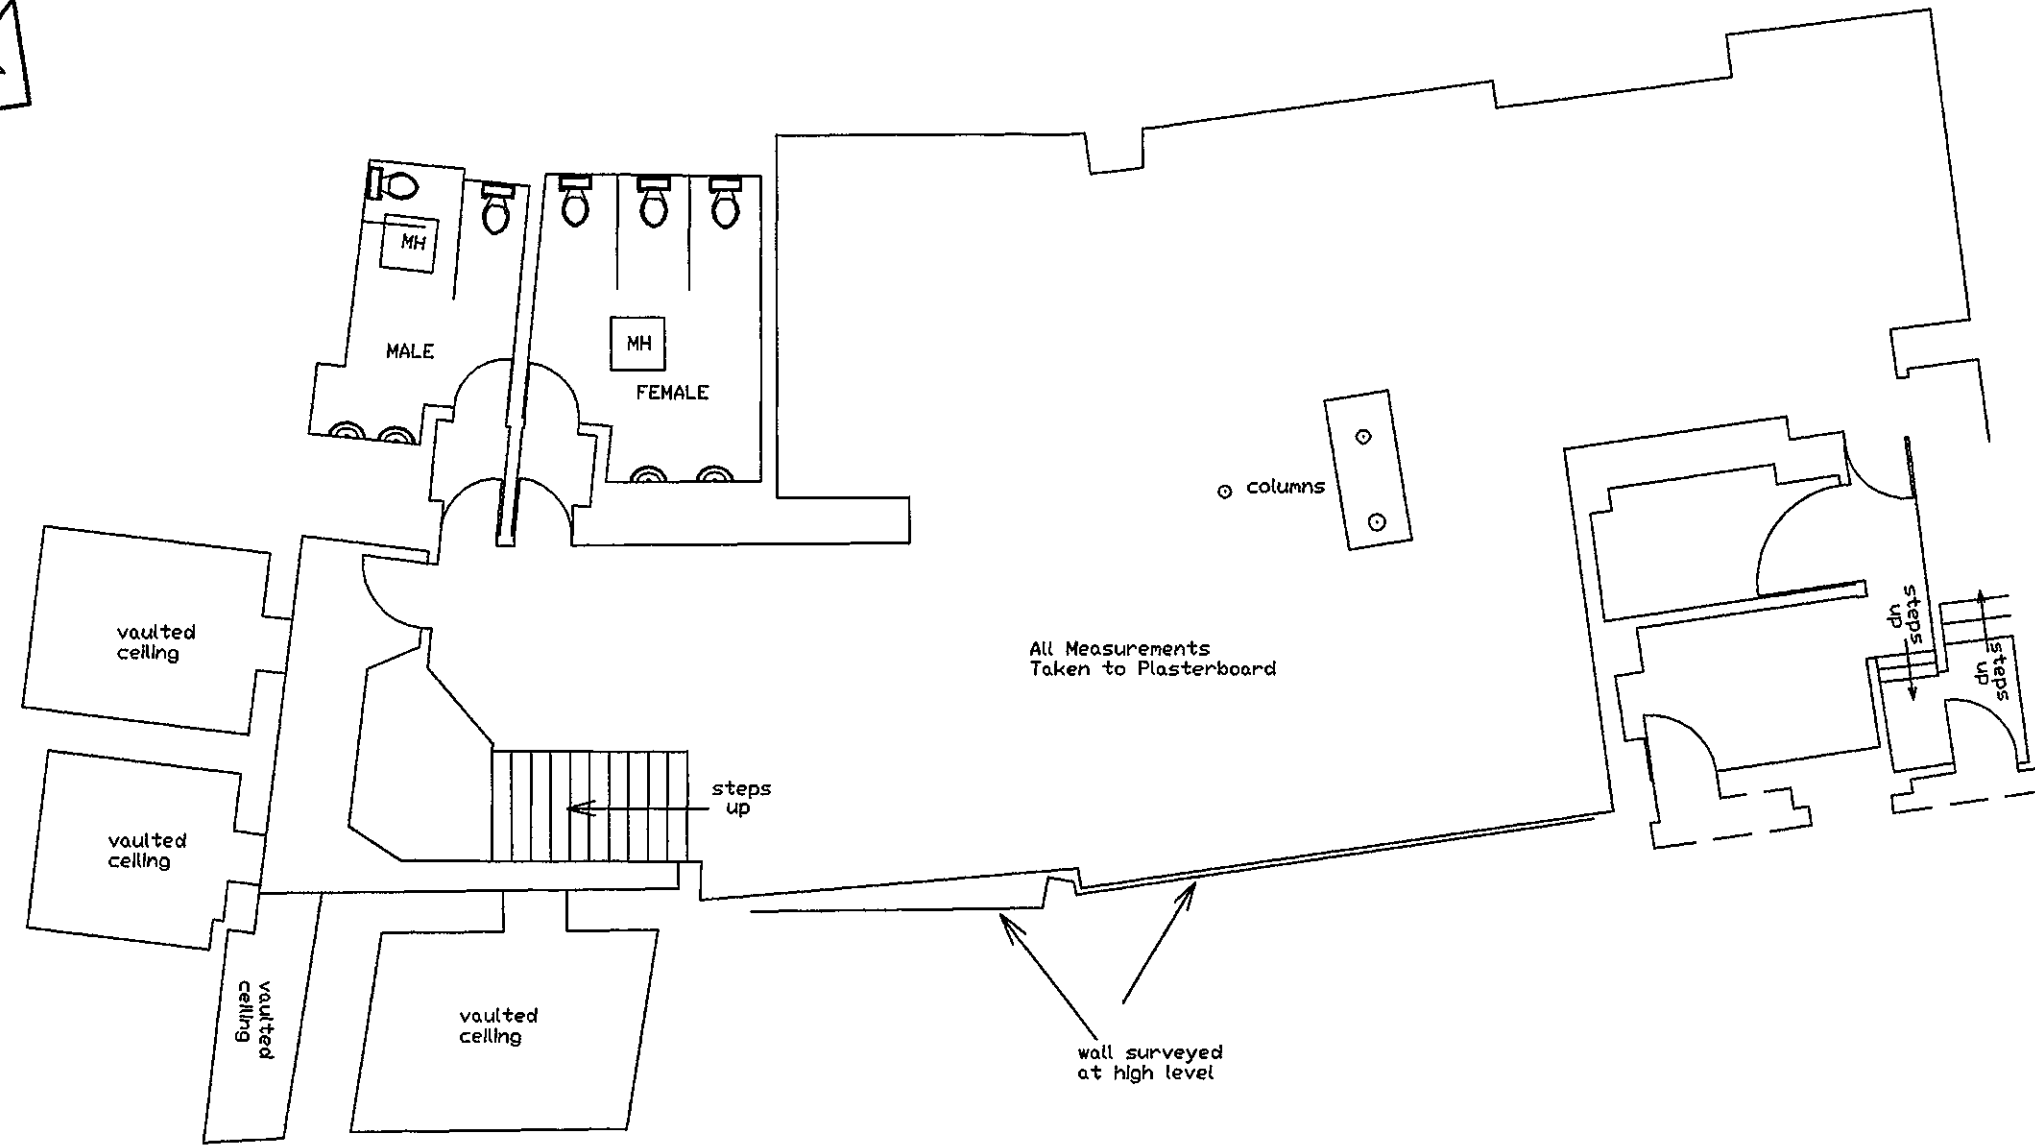 MH
MALE
MH
FEMALE
columns
vaulted
ceiling
All Measurements
Taken to Plasterboard
steps
up
steps
up
steps
up
vaulted
ceiling
vaulted
ceiling
vaulted
ceiling
wall surveyed
at high level